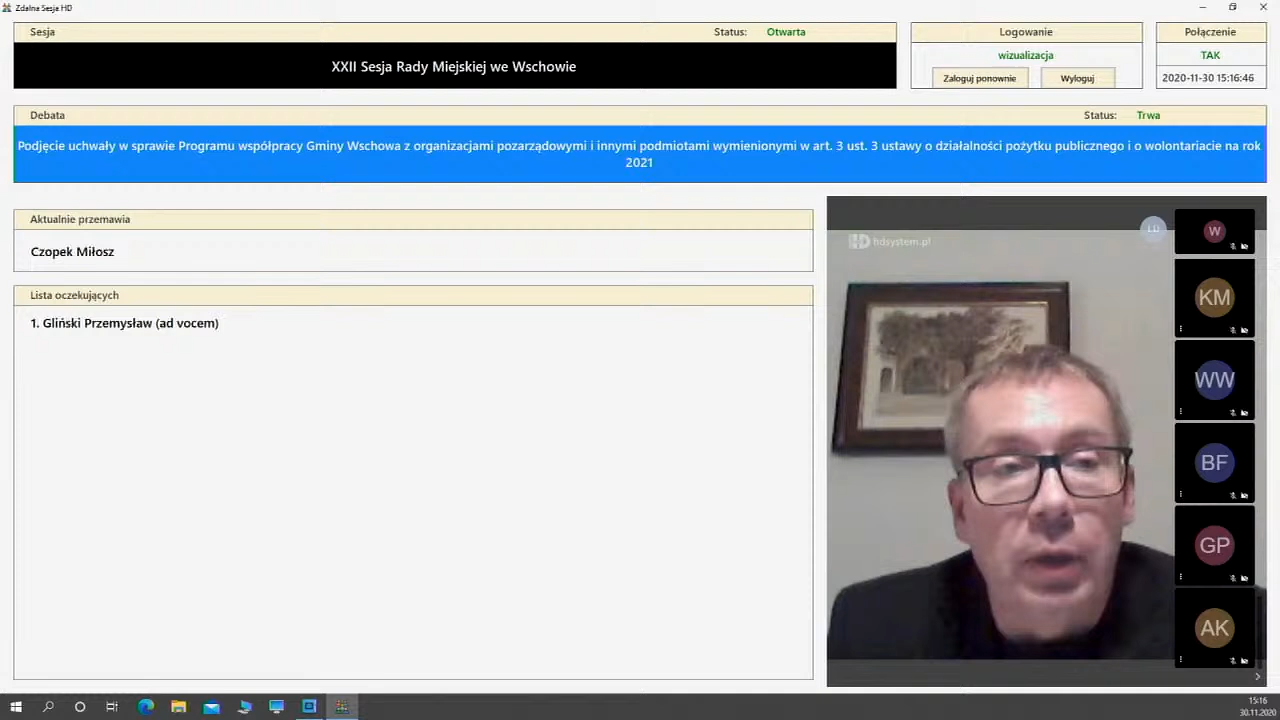 Zdalna Sesja HD
Sesja
Status: Otwarta
XXII Sesja Rady Miejskiej we Wschowie
Logowanie
wizualizacja
Zaloguj ponownie
Wyloguj
Połączenie
TAK
2020-11-30 15:16:46
Debata
Status: Trwa
Podjęcie uchwały w sprawie Programu współpracy Gminy Wschowa z organizacjami pozarządowymi i innymi podmiotami wymienionymi w art. 3 ust. 3 ustawy o działalności pożytku publicznego i o wolontariacie na rok
2021
Aktualnie przemawia
Czopek Miłosz
Lista oczekujących
1. Gliński Przemysław (ad vocem)
HD hdsystem.pl
LD
W
KM
WW
BF
GP
AK
15:16
30.11.2020